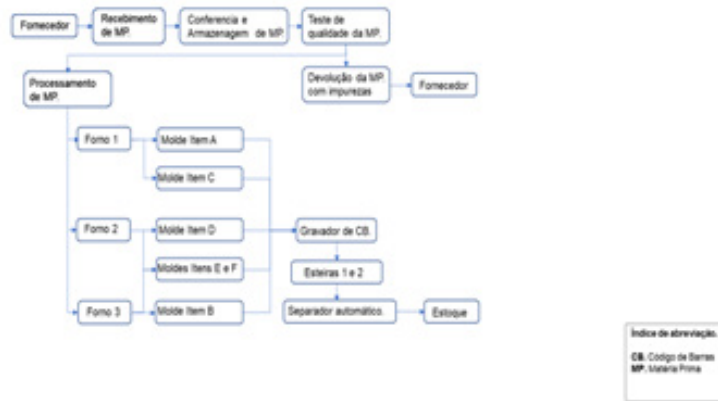 Fornecedor
Recebimento
de MP.
Conferencia e
Armazenagem de MP.
Teste de
qualidade da MP.
Processamento
de MP.
Devolução da MP.
com impurezas
Fornecedor
Forno 1
Molde Item A
Molde Item C
Forno 2
Molde Item D
Gravador de CB.
Moldes Itens E e F
Esteiras 1 e 2
Forno 3
Molde Item B
Separador automático.
Estoque
Índice de abreviação.
CB. Código de Barras
MP. Matéria Prima